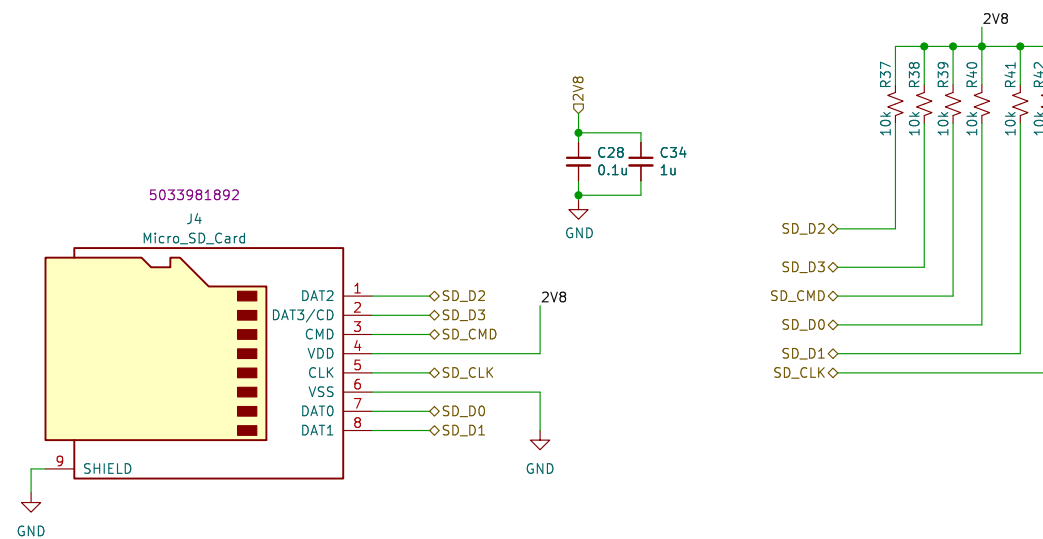 2V8
R37
R38
R39
R40
R41
R42
10k
10k
10k
10k
10k
10k
2V8
C28
0.1u
C34
1u
GND
5033981892
J4
Micro_SD_Card
DAT2 1 SD_D2
DAT3/CD 2 SD_D3
CMD 3 SD_CMD
VDD 4
CLK 5 SD_CLK
VSS 6
DAT0 7 SD_D0
DAT1 8 SD_D1
2V8
GND
9 SHIELD
GND
SD_D2
SD_D3
SD_CMD
SD_D0
SD_D1
SD_CLK